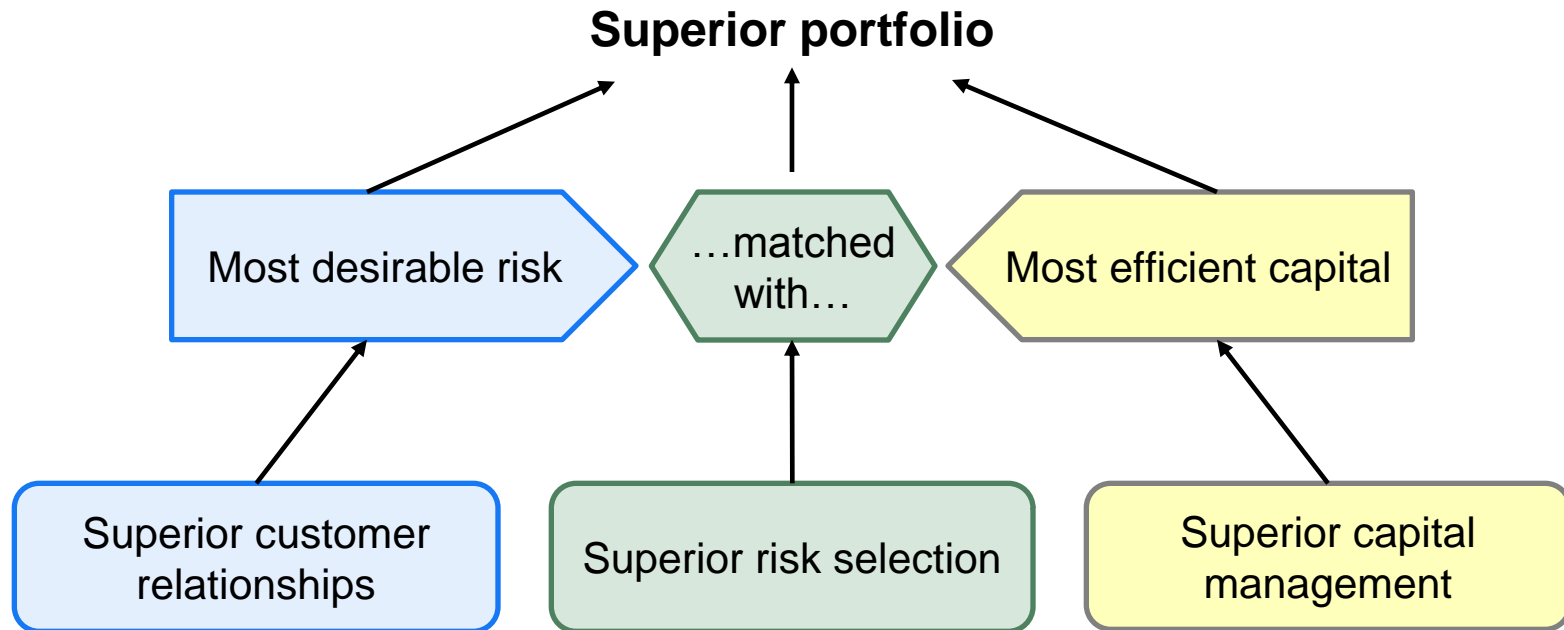 Superior portfolio
Most desirable risk
…matched
with…
Most efficient capital
Superior customer
relationships
Superior risk selection
Superior capital
management